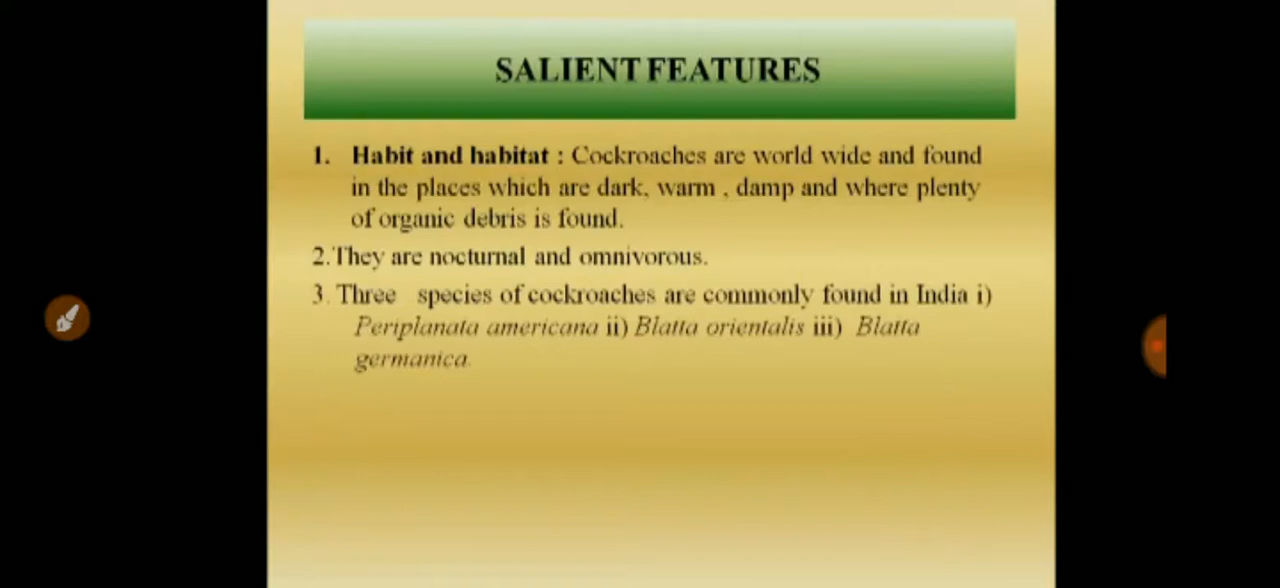 SALIENT FEATURES
1. Habit and habitat : Cockroaches are world wide and found
in the places which are dark, warm , damp and where plenty
of organic debris is found.
2.They are nocturnal and omnivorous.
3. Three species of cockroaches are commonly found in India i)
Periplanata americana ii) Blatta orientalis iii) Blatta
germanica.